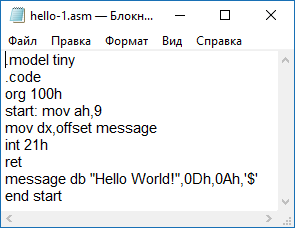 hello-1.asm — Блокн...
Файл Правка Формат Вид Справка
.model tiny
.code
org 100h
start: mov ah,9
mov dx,offset message
int 21h
ret
message db "Hello World!",0Dh,0Ah,'$'
end start